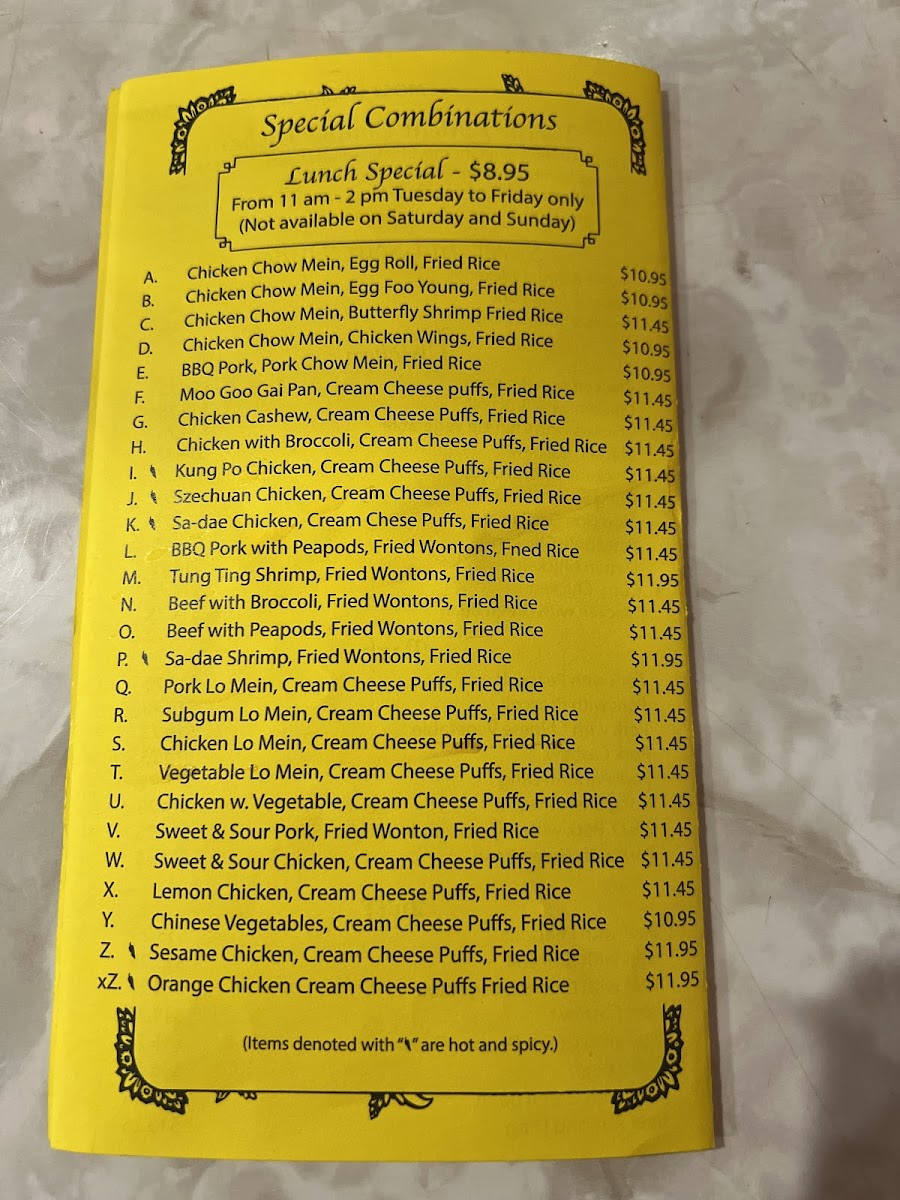 Special Combinations
Lunch Special - $8.95
From 11 am - 2 pm Tuesday to Friday only
(Not available on Saturday and Sunday)
A. Chicken Chow Mein, Egg Roll, Fried Rice $10.95
B. Chicken Chow Mein, Egg Foo Young, Fried Rice $10.95
C. Chicken Chow Mein, Butterfly Shrimp Fried Rice $11.45
D. Chicken Chow Mein, Chicken Wings, Fried Rice $10.95
E. BBQ Pork, Pork Chow Mein, Fried Rice $10.95
F. Moo Goo Gai Pan, Cream Cheese puffs, Fried Rice $11.45
G. Chicken Cashew, Cream Cheese Puffs, Fried Rice $11.45
H. Chicken with Broccoli, Cream Cheese Puffs, Fried Rice $11.45
I. Kung Po Chicken, Cream Cheese Puffs, Fried Rice $11.45
J. Szechuan Chicken, Cream Cheese Puffs, Fried Rice $11.45
K. Sa-dae Chicken, Cream Chese Puffs, Fried Rice $11.45
L. BBQ Pork with Peapods, Fried Wontons, Fned Rice $11.45
M. Tung Ting Shrimp, Fried Wontons, Fried Rice $11.95
N. Beef with Broccoli, Fried Wontons, Fried Rice $11.45
O. Beef with Peapods, Fried Wontons, Fried Rice $11.45
P. Sa-dae Shrimp, Fried Wontons, Fried Rice $11.95
Q. Pork Lo Mein, Cream Cheese Puffs, Fried Rice $11.45
R. Subgum Lo Mein, Cream Cheese Puffs, Fried Rice $11.45
S. Chicken Lo Mein, Cream Cheese Puffs, Fried Rice $11.45
T. Vegetable Lo Mein, Cream Cheese Puffs, Fried Rice $11.45
U. Chicken w. Vegetable, Cream Cheese Puffs, Fried Rice $11.45
V. Sweet & Sour Pork, Fried Wonton, Fried Rice $11.45
W. Sweet & Sour Chicken, Cream Cheese Puffs, Fried Rice $11.45
X. Lemon Chicken, Cream Cheese Puffs, Fried Rice $11.45
Y. Chinese Vegetables, Cream Cheese Puffs, Fried Rice $10.95
Z. Sesame Chicken, Cream Cheese Puffs, Fried Rice $11.95
xZ. Orange Chicken Cream Cheese Puffs Fried Rice $11.95
(Items denoted with "" are hot and spicy.)